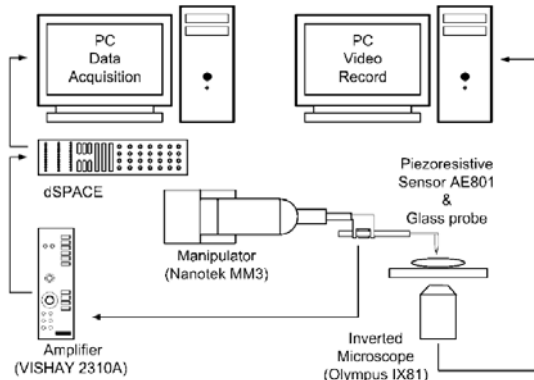 PC
Data
Acquisition
PC
Video
Record
dSPACE
Piezoresistive
Sensor AE801
&
Glass probe
Manipulator
(Nanotek MM3)
Amplifier
(VISHAY 2310A)
Inverted
Microscope
(Olympus IX81)